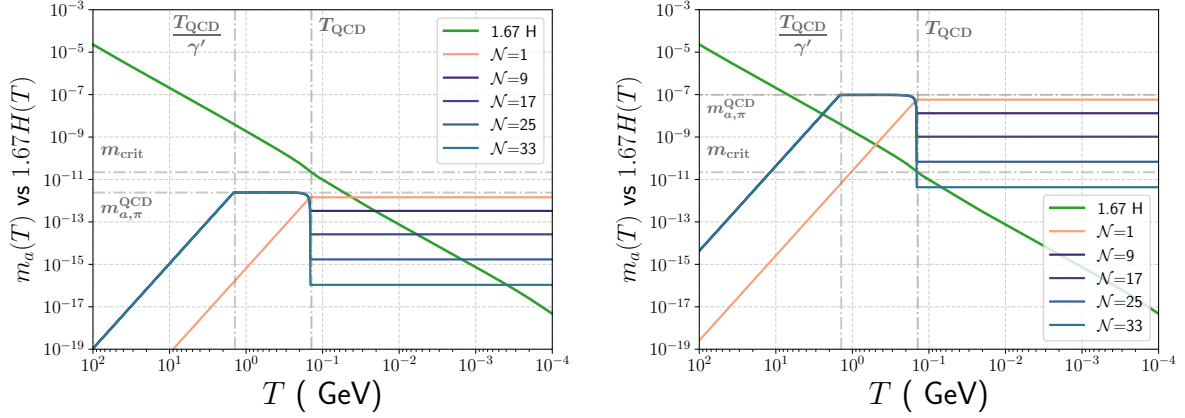 m_a(T) vs 1.67H(T)
10^{-3}
10^{-5}
10^{-7}
10^{-9}
10^{-11}
10^{-13}
10^{-15}
10^{-17}
10^{-19}
T_QCD
γ′
T_QCD
m_crit
m_{a,π}^{QCD}
1.67 H
𝒩=1
𝒩=9
𝒩=17
𝒩=25
𝒩=33
10^2 10^1 10^0 10^{-1} 10^{-2} 10^{-3} 10^{-4}
T ( GeV)
m_a(T) vs 1.67H(T)
10^{-3}
10^{-5}
10^{-7}
10^{-9}
10^{-11}
10^{-13}
10^{-15}
10^{-17}
10^{-19}
T_QCD
γ′
T_QCD
m_{a,π}^{QCD}
m_crit
1.67 H
𝒩=1
𝒩=9
𝒩=17
𝒩=25
𝒩=33
10^2 10^1 10^0 10^{-1} 10^{-2} 10^{-3} 10^{-4}
T ( GeV)